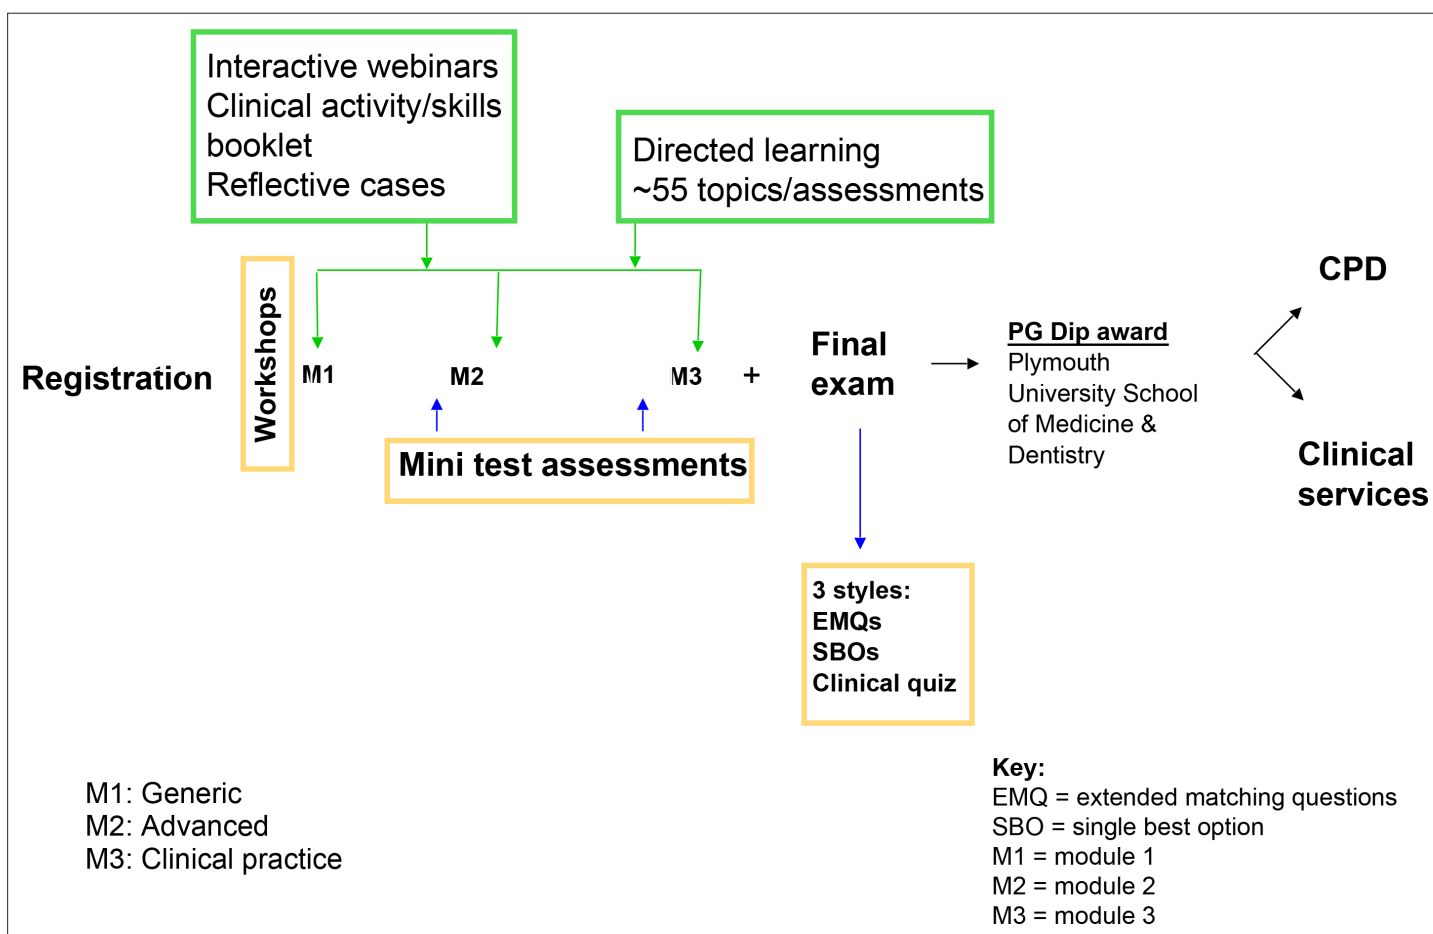 Interactive webinars
Clinical activity/skills
booklet
Reflective cases
Directed learning
~55 topics/assessments
Registration
Workshops
M1
M2
M3
+
Final
exam
PG Dip award
Plymouth
University School
of Medicine &
Dentistry
CPD
Clinical
services
Mini test assessments
3 styles:
EMQs
SBOs
Clinical quiz
M1: Generic
M2: Advanced
M3: Clinical practice
Key:
EMQ = extended matching questions
SBO = single best option
M1 = module 1
M2 = module 2
M3 = module 3